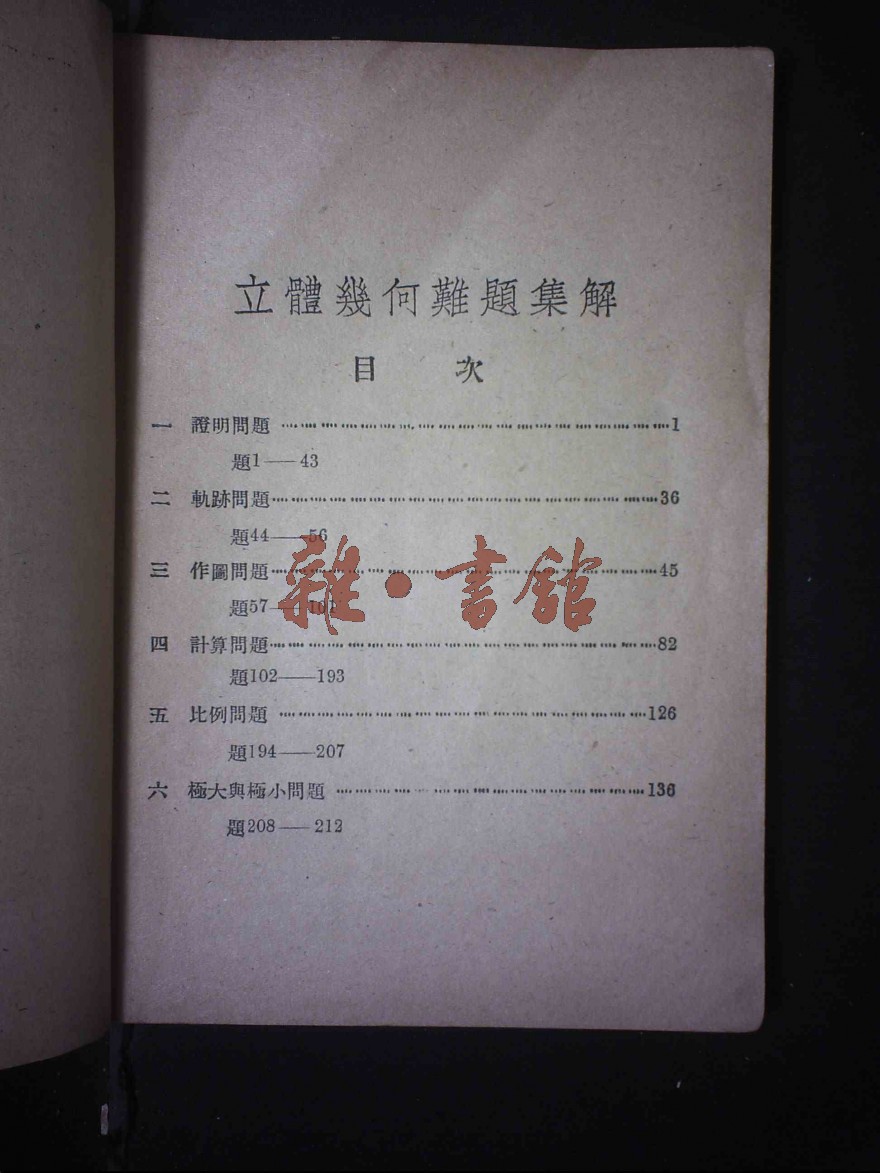 立體幾何難題集解
目 次
一 證明問題 ……………………………1
題1——43
二 軌跡問題……………………………36
題44——56
三 作圖問題……………………………45
題57——101
四 計算問題……………………………82
題102——193
五 比例問題 ……………………………126
題194——207
六 極大與極小問題 ……………………………136
題208——212
雜·書館